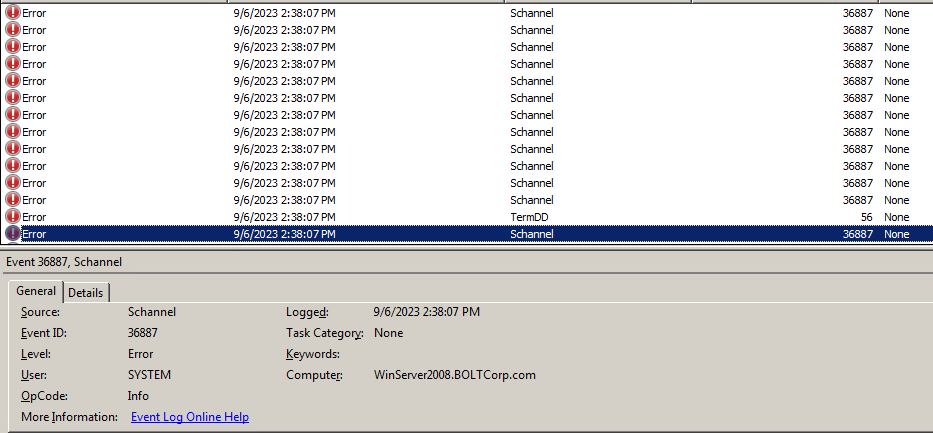 Error 9/6/2023 2:38:07 PM Schannel 36887 None
Error 9/6/2023 2:38:07 PM Schannel 36887 None
Error 9/6/2023 2:38:07 PM Schannel 36887 None
Error 9/6/2023 2:38:07 PM Schannel 36887 None
Error 9/6/2023 2:38:07 PM Schannel 36887 None
Error 9/6/2023 2:38:07 PM Schannel 36887 None
Error 9/6/2023 2:38:07 PM Schannel 36887 None
Error 9/6/2023 2:38:07 PM Schannel 36887 None
Error 9/6/2023 2:38:07 PM Schannel 36887 None
Error 9/6/2023 2:38:07 PM Schannel 36887 None
Error 9/6/2023 2:38:07 PM Schannel 36887 None
Error 9/6/2023 2:38:07 PM Schannel 36887 None
Error 9/6/2023 2:38:07 PM TermDD 56 None
Error 9/6/2023 2:38:07 PM Schannel 36887 None
Event 36887, Schannel
General Details
Source: Schannel Logged: 9/6/2023 2:38:07 PM
Event ID: 36887 Task Category: None
Level: Error Keywords:
User: SYSTEM Computer: WinServer2008.BOLTCorp.com
OpCode: Info
More Information: Event Log Online Help